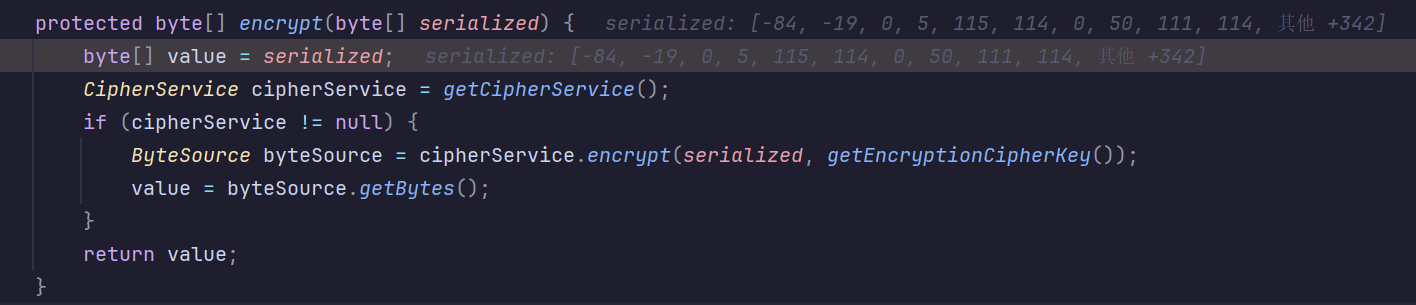 protected byte[] encrypt(byte[] serialized) {   serialized: [-84, -19, 0, 5, 115, 114, 0, 50, 111, 114, 其他 +342]
    byte[] value = serialized;   serialized: [-84, -19, 0, 5, 115, 114, 0, 50, 111, 114, 其他 +342]
    CipherService cipherService = getCipherService();
    if (cipherService != null) {
        ByteSource byteSource = cipherService.encrypt(serialized, getEncryptionCipherKey());
        value = byteSource.getBytes();
    }
    return value;
}